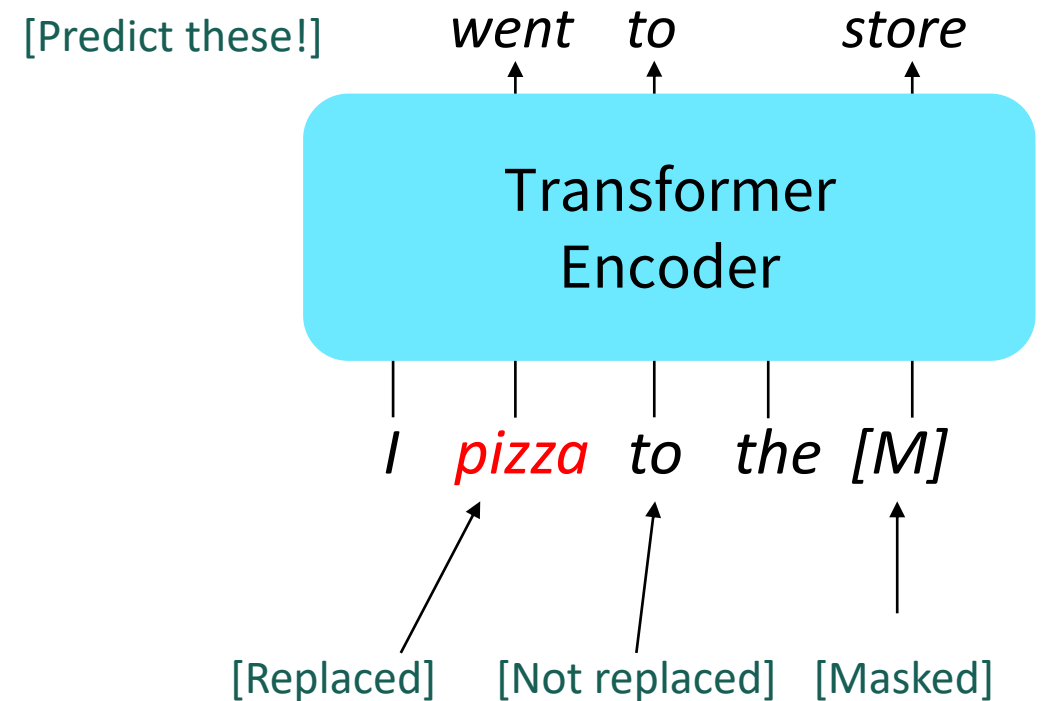 [Predict these!] went to store
Transformer
Encoder
I pizza to the [M]
[Replaced] [Not replaced] [Masked]